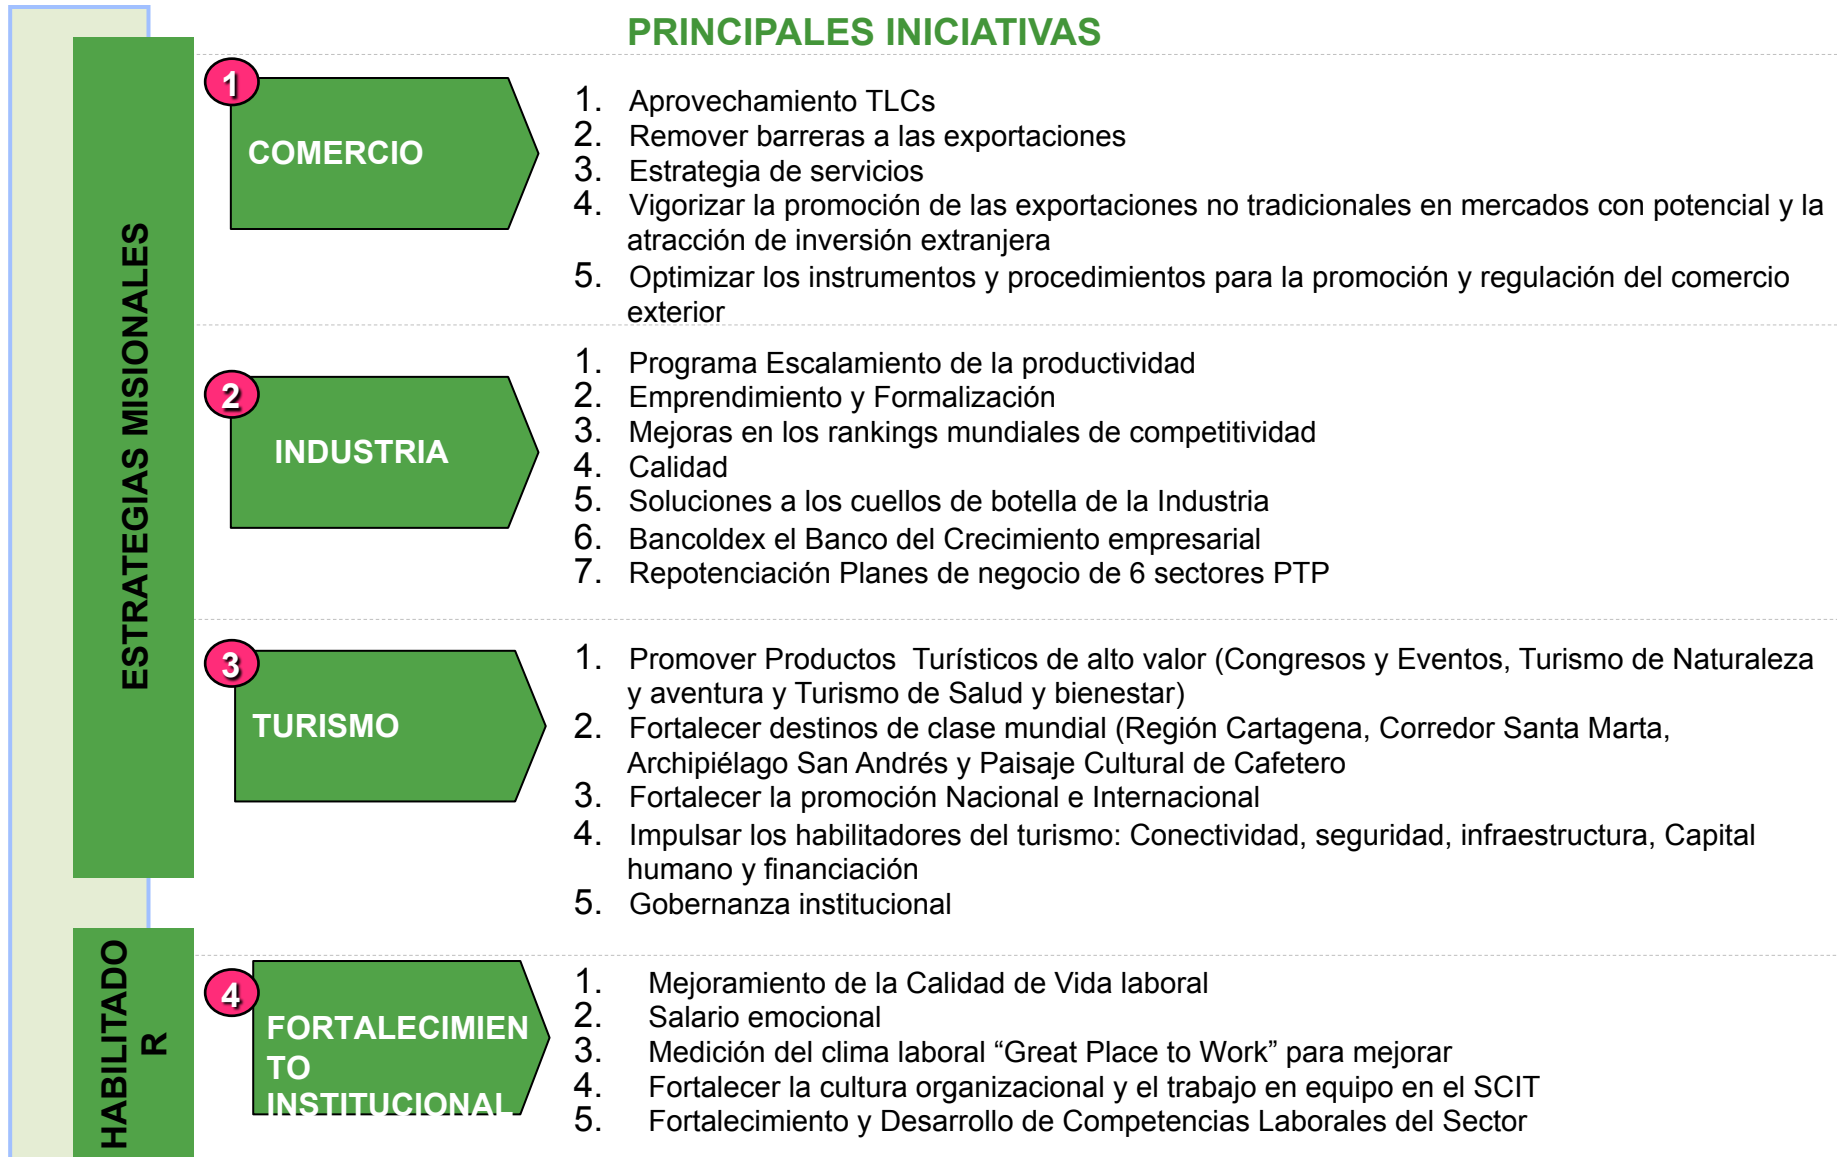 PRINCIPALES INICIATIVAS
ESTRATEGIAS MISIONALES
1
COMERCIO
1. Aprovechamiento TLCs
2. Remover barreras a las exportaciones
3. Estrategia de servicios
4. Vigorizar la promoción de las exportaciones no tradicionales en mercados con potencial y la
atracción de inversión extranjera
5. Optimizar los instrumentos y procedimientos para la promoción y regulación del comercio
exterior
2
INDUSTRIA
1. Programa Escalamiento de la productividad
2. Emprendimiento y Formalización
3. Mejoras en los rankings mundiales de competitividad
4. Calidad
5. Soluciones a los cuellos de botella de la Industria
6. Bancoldex el Banco del Crecimiento empresarial
7. Repotenciación Planes de negocio de 6 sectores PTP
3
TURISMO
1. Promover Productos  Turísticos de alto valor (Congresos y Eventos, Turismo de Naturaleza
y aventura y Turismo de Salud y bienestar)
2. Fortalecer destinos de clase mundial (Región Cartagena, Corredor Santa Marta,
Archipiélago San Andrés y Paisaje Cultural de Cafetero
3. Fortalecer la promoción Nacional e Internacional
4. Impulsar los habilitadores del turismo: Conectividad, seguridad, infraestructura, Capital
humano y financiación
5. Gobernanza institucional
HABILITADO
R
4
FORTALECIMIEN
TO
INSTITUCIONAL
1. Mejoramiento de la Calidad de Vida laboral
2. Salario emocional
3. Medición del clima laboral “Great Place to Work” para mejorar
4. Fortalecer la cultura organizacional y el trabajo en equipo en el SCIT
5. Fortalecimiento y Desarrollo de Competencias Laborales del Sector